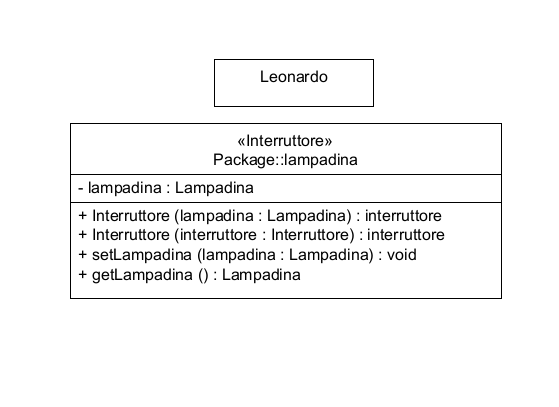 Leonardo
«Interruttore»
Package::lampadina
- lampadina : Lampadina
+ Interruttore (lampadina : Lampadina) : interruttore
+ Interruttore (interruttore : Interruttore) : interruttore
+ setLampadina (lampadina : Lampadina) : void
+ getLampadina () : Lampadina